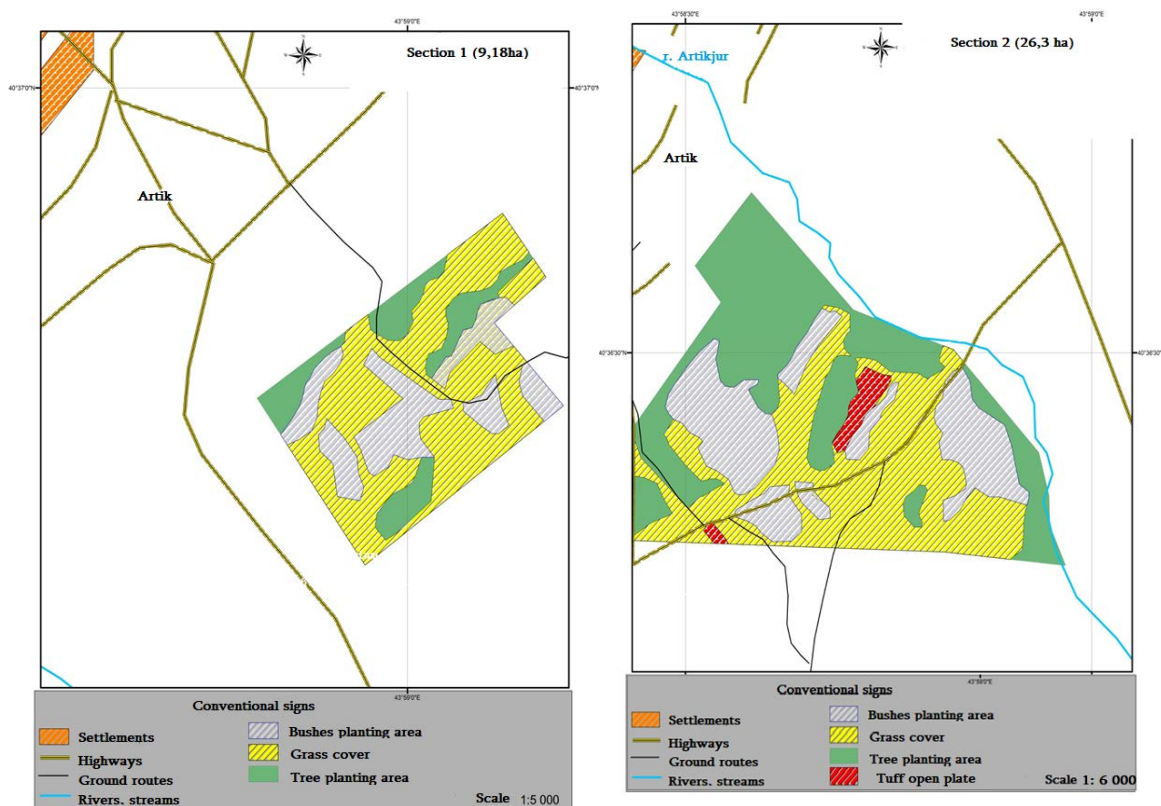 43°59'0"E
Section 1 (9,18ha)
40°37'0"N
40°37'0"N
Artik
43°59'0"E
Conventional signs
Settlements
Highways
Ground routes
Rivers. streams
Bushes planting area
Grass cover
Tree planting area
Scale 1:5 000
43°58'30"E
43°59'0"E
r. Artikjur
Section 2 (26,3 ha)
Artik
40°36'30"N
40°36'30"N
43°59'0"E
Conventional signs
Settlements
Highways
Ground routes
Rivers. streams
Bushes planting area
Grass cover
Tree planting area
Tuff open plate
Scale 1: 6 000